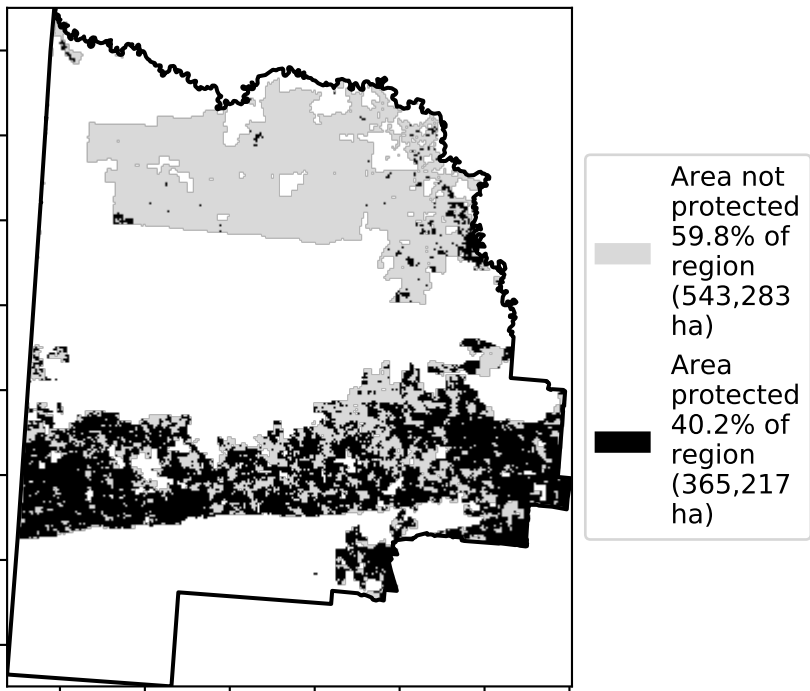 Area not
protected
59.8% of
region
(543,283
ha)
Area
protected
40.2% of
region
(365,217
ha)